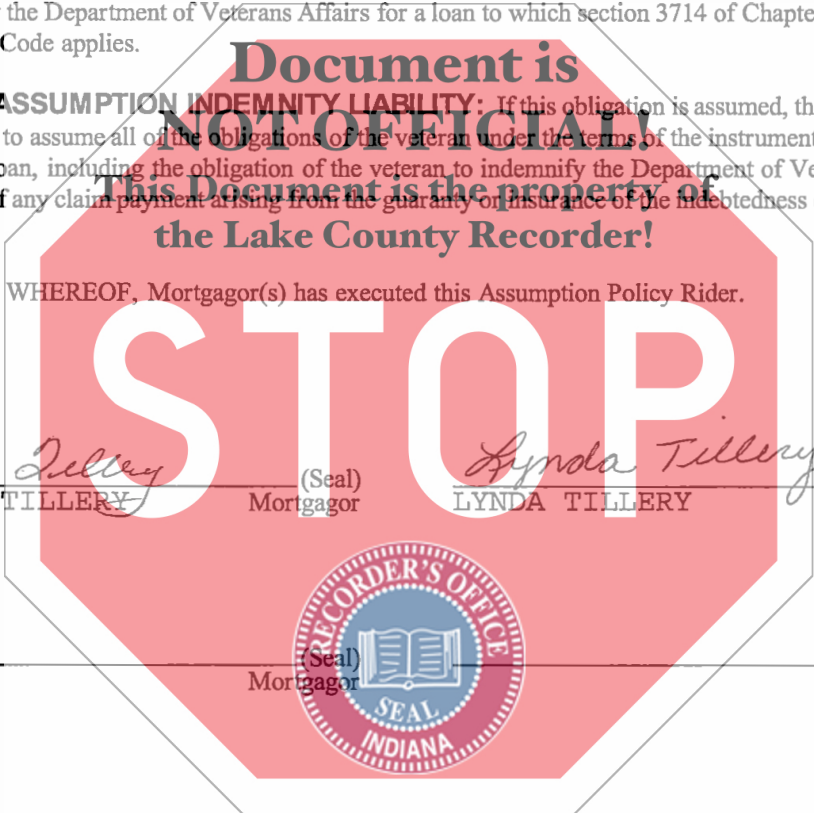 the Department of Veterans Affairs for a loan to which section 3714 of Chapte
Code applies.
Document is
ASSUMPTION INDEMNITY LIABILITY: If this obligation is assumed, th
NOT OFFICIAL!
to assume all of the obligations of the veteran under the terms of the instrument
oan, including the obligation of the veteran to indemnify the Department of Ve
This Document is the property of
f any claim payment arising from the guaranty or insurance of the indebtedness
the Lake County Recorder!
WHEREOF, Mortgagor(s) has executed this Assumption Policy Rider.
STOP
Tillery Lynda Tillery
(Seal)
TILLERY Mortgagor LYNDA TILLERY
RECORDER'S OFFICE
(Seal)
Mortgagor
SEAL
INDIANA